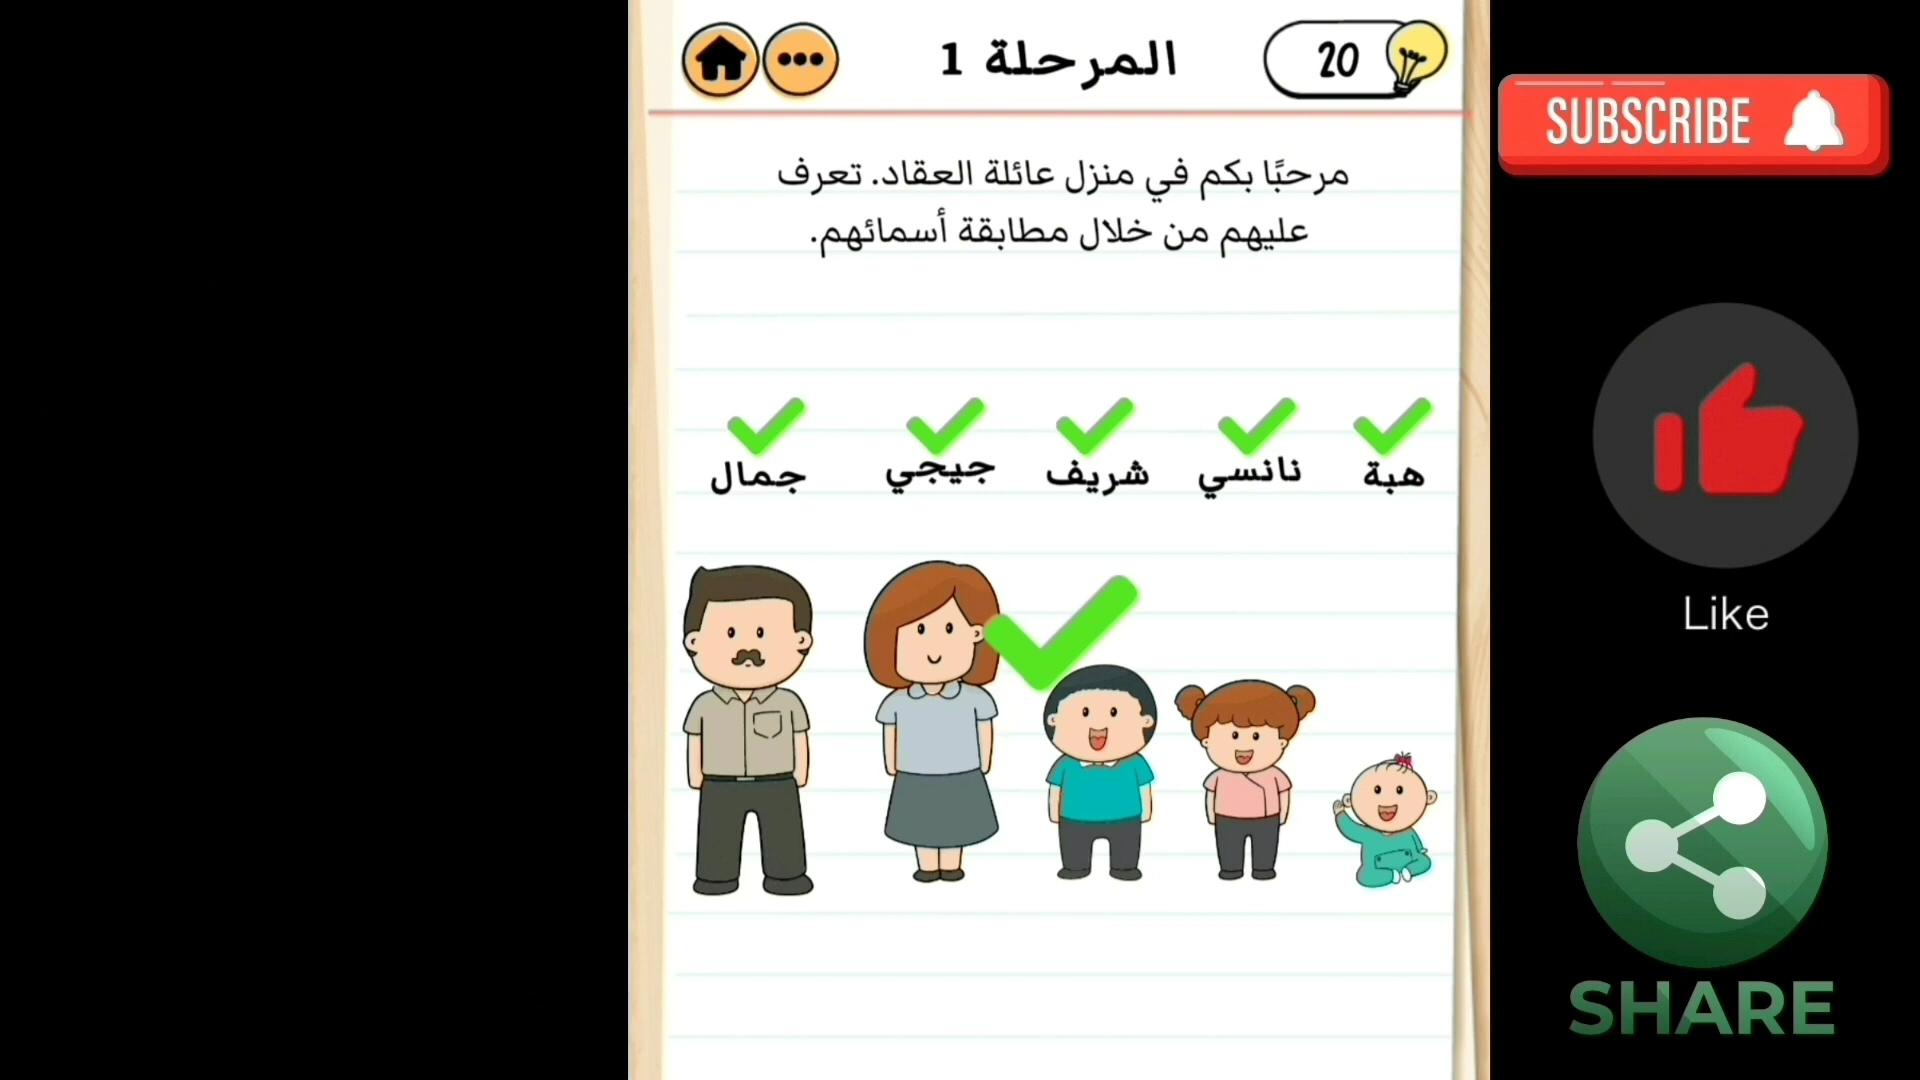 المرحلة 1
20
مرحبًا بكم في منزل عائلة العقاد. تعرف
عليهم من خلال مطابقة أسمائهم.
هبة نانسي شريف جيجي جمال
SUBSCRIBE
Like
SHARE